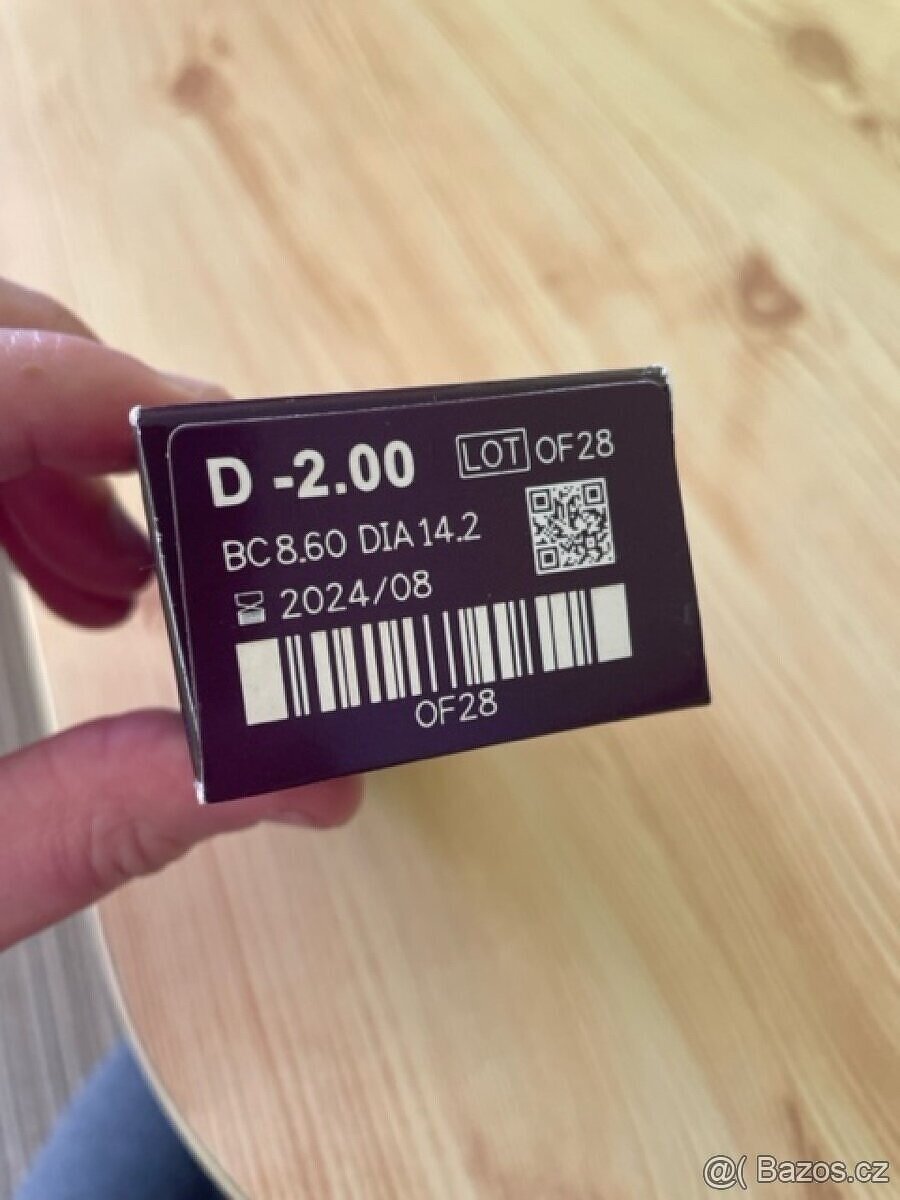 D -2.00 LOT OF28
BC 8.60 DIA 14.2
2024/08
OF28
@( Bazos.cz